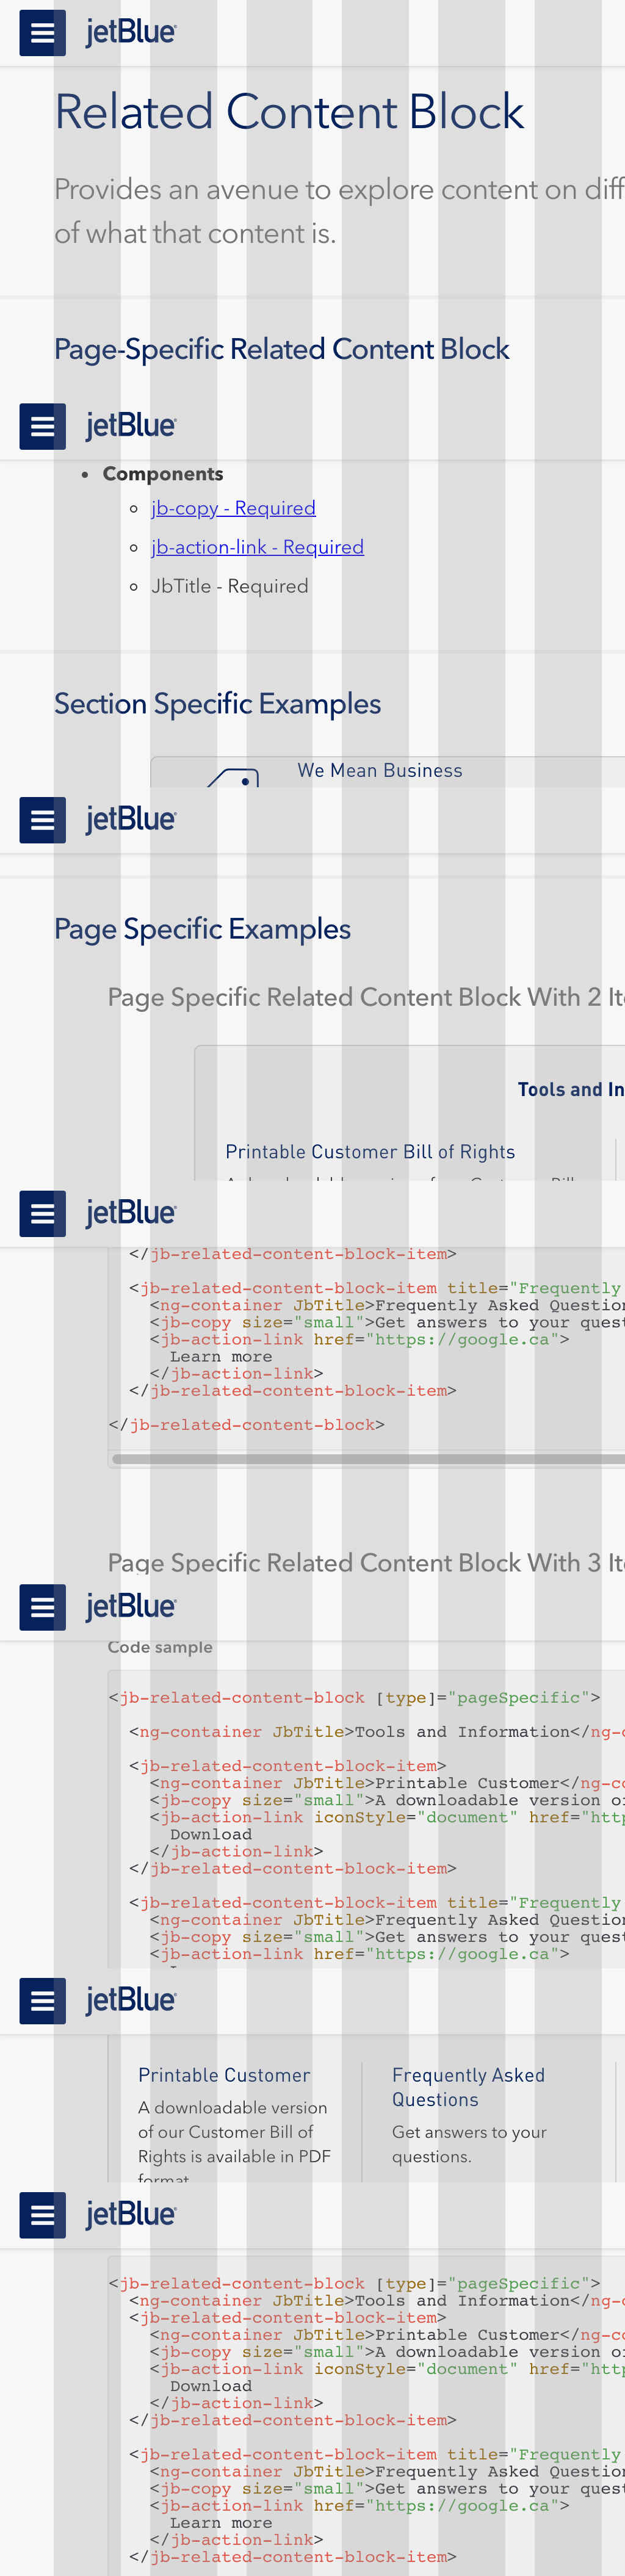 jetBlue
Related Content Block
Provides an avenue to explore content on
of what that content is.
Page-Specific Related Content Block
jetBlue
• Components
jb-copy - Required
jb-action-link - Required
JbTitle - Required
Section Specific Examples
We Mean Business
jetBlue
Page Specific Examples
Page Specific Related Content Block With 2
Tools and
Printable Customer Bill of Rights
jetBlue
</jb-related-content-block-item>
<jb-related-content-block-item title="Frequently
<ng-container JbTitle>Frequently Asked
<jb-copy size="small">Get answers to your
<jb-action-link href="https://google.ca">
Learn more
</jb-action-link>
</jb-related-content-block-item>
</jb-related-content-block>
Page Specific Related Content Block With 3
jetBlue
Code sample
<jb-related-content-block [type]="pageSpecific">
<ng-container JbTitle>Tools and Information</ng-c
<jb-related-content-block-item>
<ng-container JbTitle>Printable Customer</ng-co
<jb-copy size="small">A downloadable version
<jb-action-link iconStyle="document" href="http
Download
</jb-action-link>
</jb-related-content-block-item>
<jb-related-content-block-item title="Frequently
<ng-container JbTitle>Frequently Asked
<jb-copy size="small">Get answers to your
<jb-action-link href="https://google.ca">
jetBlue
Printable Customer
A downloadable version
of our Customer Bill of
Rights is available in PDF
format
Frequently Asked
Questions
Get answers to your
questions.
jetBlue
<jb-related-content-block [type]="pageSpecific">
<ng-container JbTitle>Tools and Information</ng-c
<jb-related-content-block-item>
<ng-container JbTitle>Printable Customer</ng-co
<jb-copy size="small">A downloadable version
<jb-action-link iconStyle="document" href="http
Download
</jb-action-link>
</jb-related-content-block-item>
<jb-related-content-block-item title="Frequently
<ng-container JbTitle>Frequently Asked
<jb-copy size="small">Get answers to your
<jb-action-link href="https://google.ca">
Learn more
</jb-action-link>
</jb-related-content-block-item>